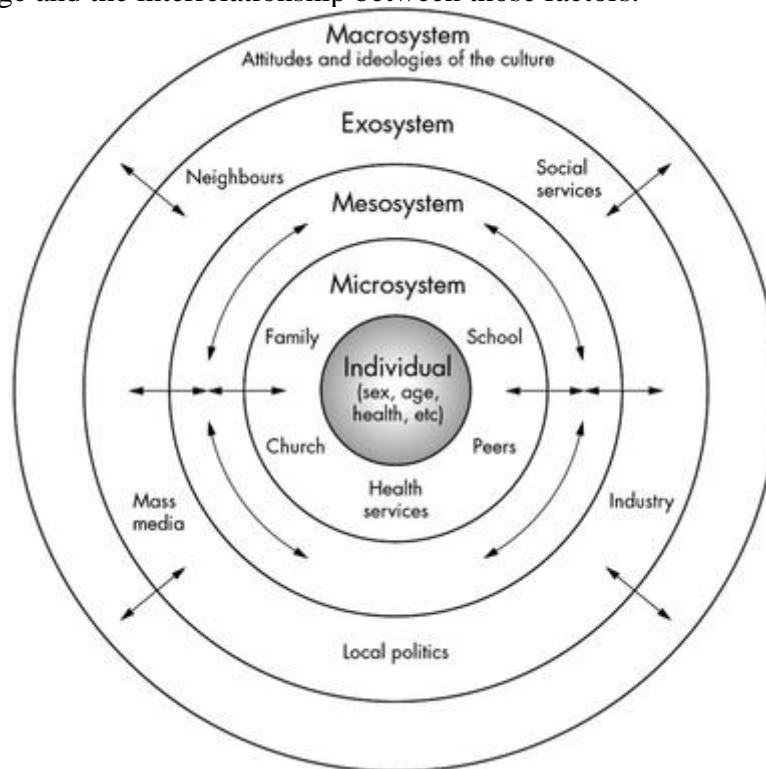 ge and the interrelationship between those factors.
Macrosystem
Attitudes and ideologies of the culture
Exosystem
Neighbours
Social
services
Mesosystem
Microsystem
Family
School
Individual
(sex, age,
health, etc)
Church
Peers
Health
services
Mass
media
Industry
Local politics